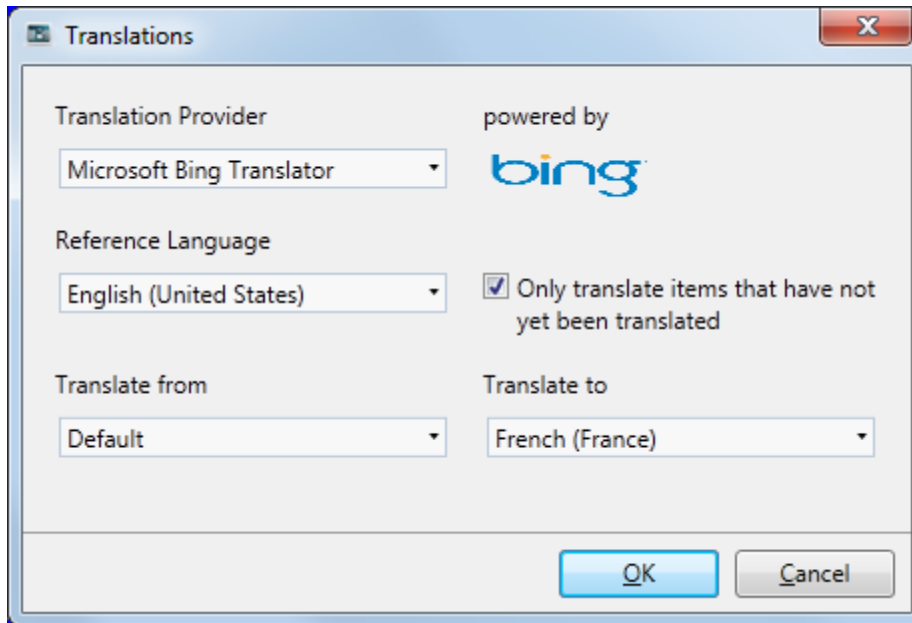 Translations
Translation Provider
powered by
Microsoft Bing Translator
bing
Reference Language
English (United States)
Only translate items that have not
yet been translated
Translate from
Translate to
Default
French (France)
OK
Cancel